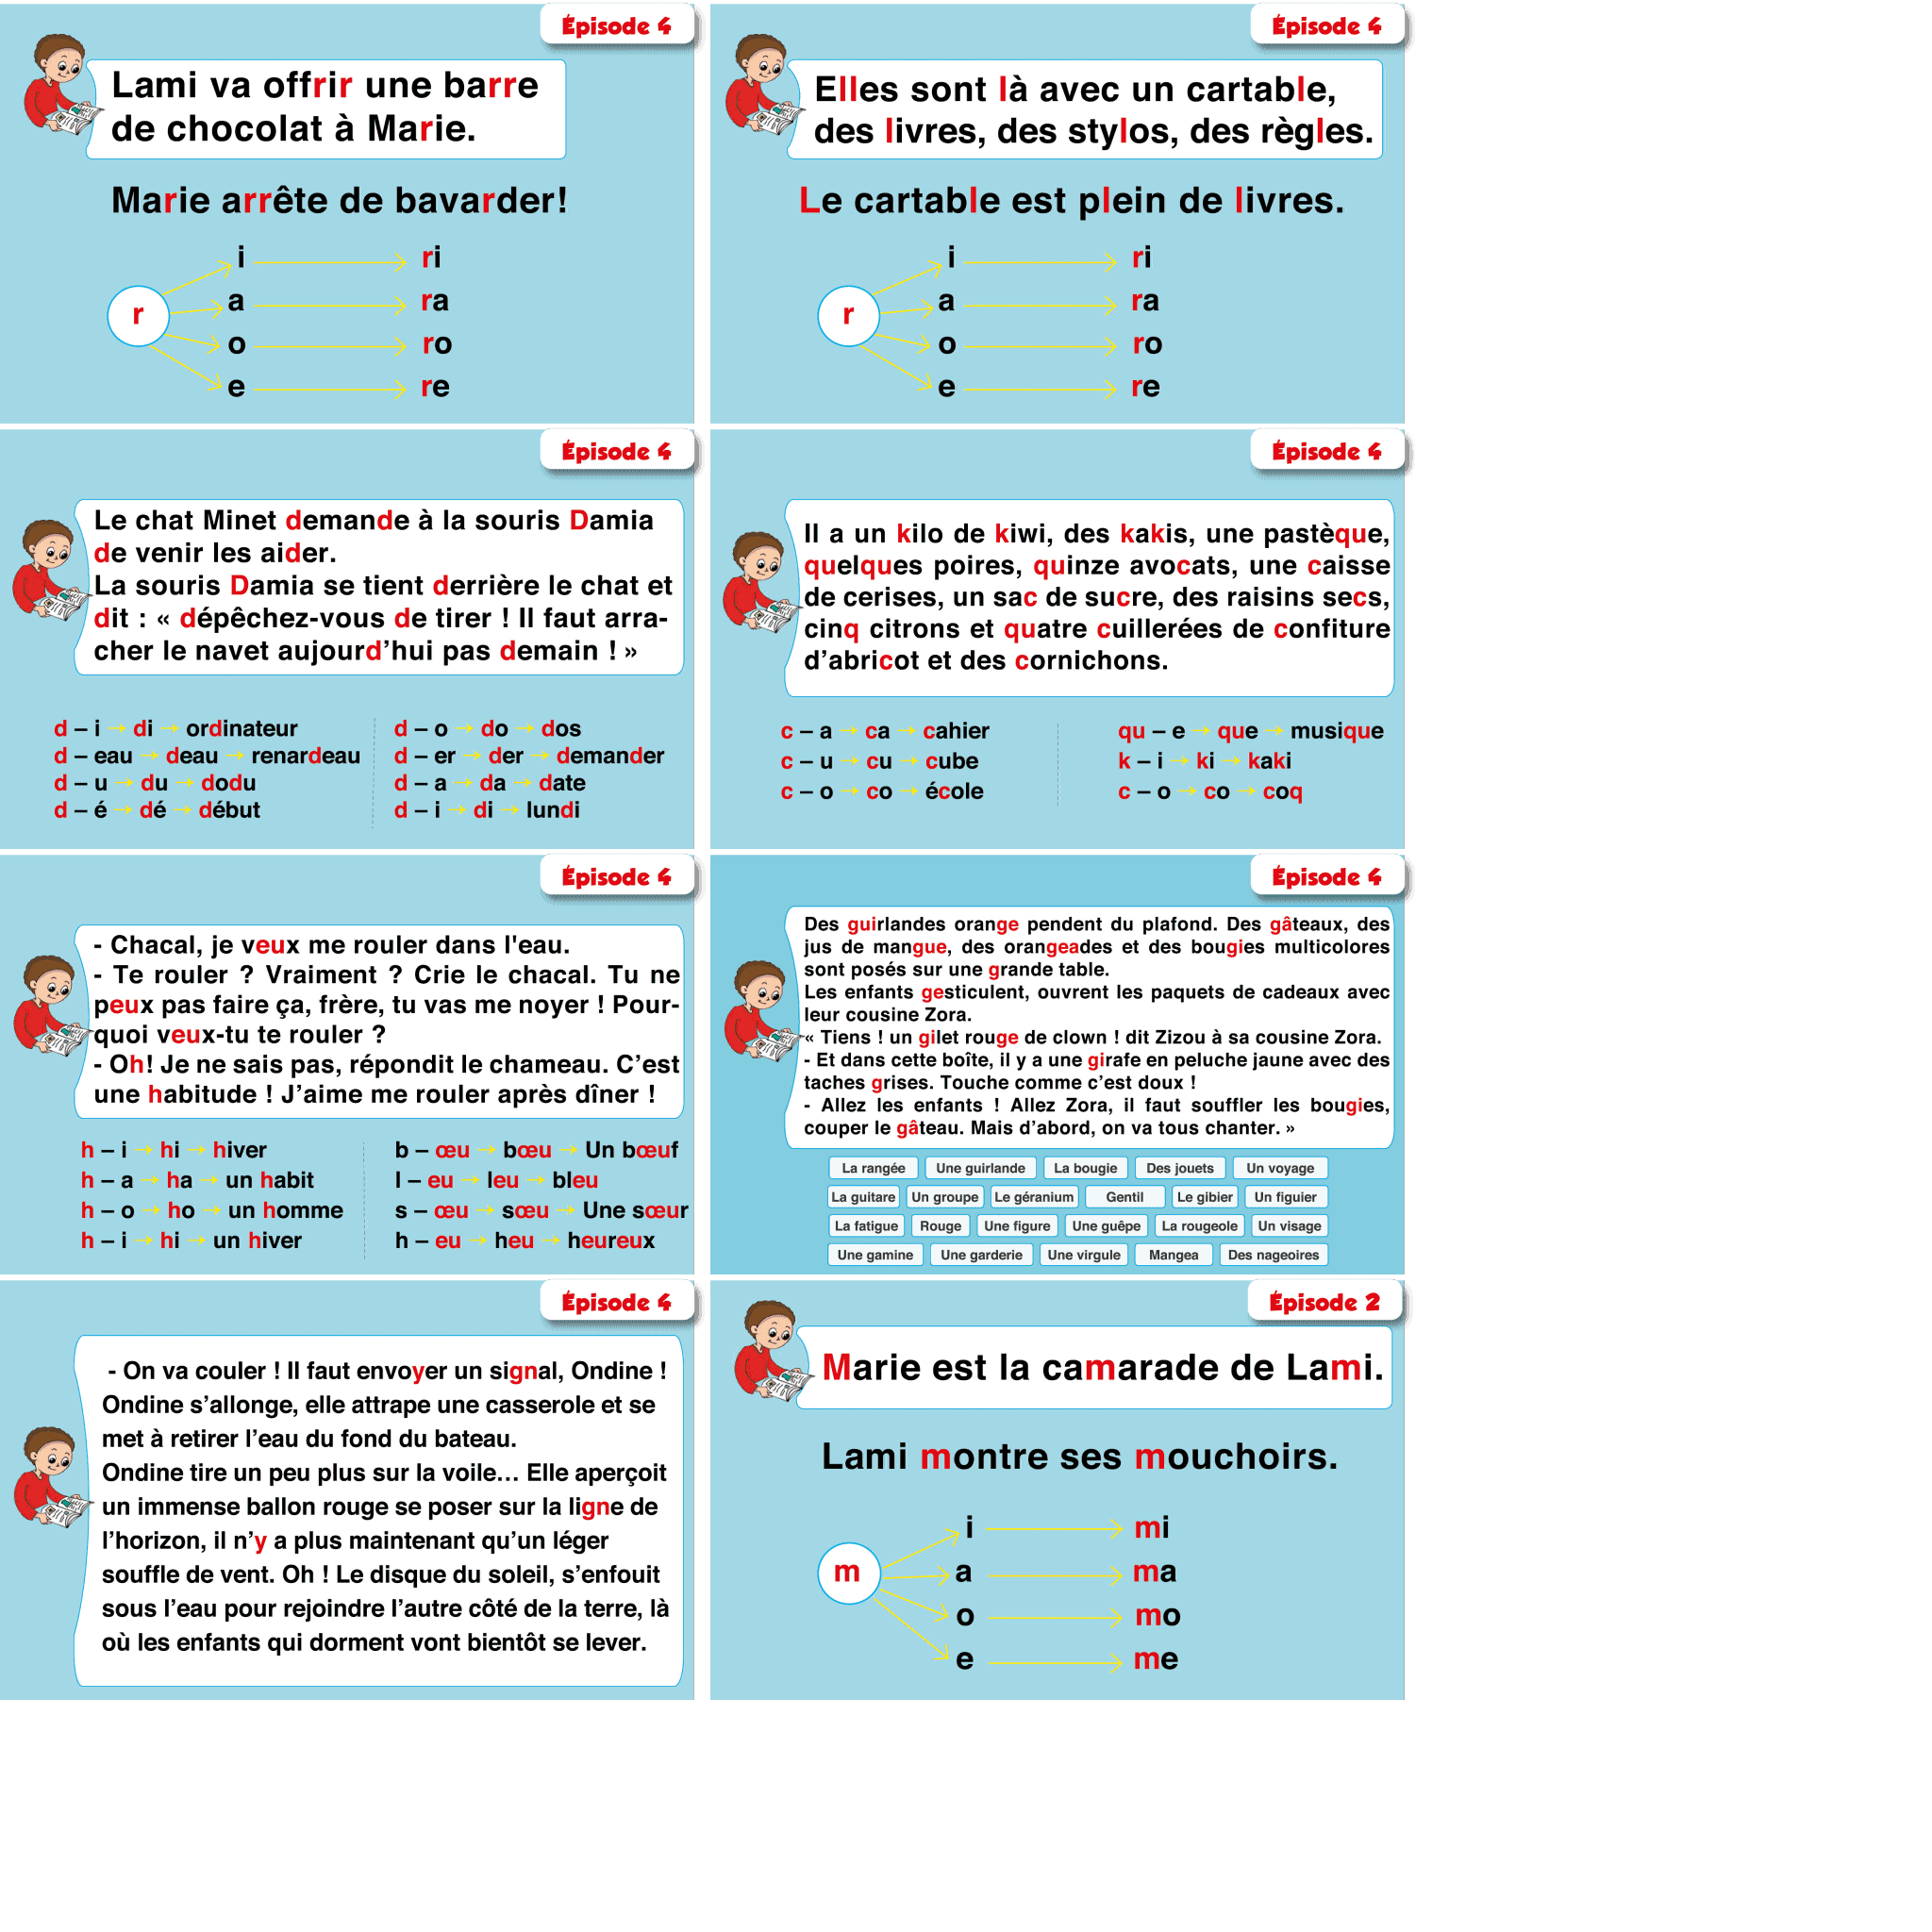 Épisode 4
Lami va offrir une barre
de chocolat à Marie.
Marie arrête de bavarder!
r
i → ri
a → ra
o → ro
e → re
Épisode 4
Elles sont là avec un cartable,
des livres, des stylos, des règles.
Le cartable est plein de livres.
r
i → ri
a → ra
o → ro
e → re
Épisode 4
Le chat Minet demande à la souris Damia
de venir les aider.
La souris Damia se tient derrière le chat et
dit : « dépêchez-vous de tirer ! Il faut arra-
cher le navet aujourd’hui pas demain ! »
d – i → di → ordinateur
d – eau → deau → renardeau
d – u → du → dodu
d – é → dé → début
d – o → do → dos
d – er → der → demander
d – a → da → date
d – i → di → lundi
Épisode 4
Il a un kilo de kiwi, des kakis, une pastèque,
quelques poires, quinze avocats, une caisse
de cerises, un sac de sucre, des raisins secs,
cinq citrons et quatre cuillerées de confiture
d’abricot et des cornichons.
c – a → ca → cahier
c – u → cu → cube
c – o → co → école
qu – e → que → musique
k – i → ki → kaki
c – o → co → coq
Épisode 4
- Chacal, je veux me rouler dans l'eau.
- Te rouler ? Vraiment ? Crie le chacal. Tu ne
peux pas faire ça, frère, tu vas me noyer ! Pour-
quoi veux-tu te rouler ?
- Oh! Je ne sais pas, répondit le chameau. C’est
une habitude ! J’aime me rouler après dîner !
h – i → hi → hiver
h – a → ha → un habit
h – o → ho → un homme
h – i → hi → un hiver
b – œu → bœu → Un bœuf
l – eu → leu → bleu
s – œu → sœu → Une sœur
h – eu → heu → heureux
Épisode 4
Des guirlandes orange pendent du plafond. Des gâteaux, des
jus de mangue, des orangeades et des bougies multicolores
sont posés sur une grande table.
Les enfants gesticulent, ouvrent les paquets de cadeaux avec
leur cousine Zora.
« Tiens ! un gilet rouge de clown ! dit Zizou à sa cousine Zora.
- Et dans cette boîte, il y a une girafe en peluche jaune avec des
taches grises. Touche comme c’est doux !
- Allez les enfants ! Allez Zora, il faut souffler les bougies,
couper le gâteau. Mais d’abord, on va tous chanter. »
La rangée Une guirlande La bougie Des jouets Un voyage
La guitare Un groupe Le géranium Gentil Le gibier Un figuier
La fatigue Rouge Une figure Une guêpe La rougeole Un visage
Une gamine Une garderie Une virgule Mangea Des nageoires
Épisode 4
- On va couler ! Il faut envoyer un signal, Ondine !
Ondine s’allonge, elle attrape une casserole et se
met à retirer l’eau du fond du bateau.
Ondine tire un peu plus sur la voile… Elle aperçoit
un immense ballon rouge se poser sur la ligne de
l’horizon, il n’y a plus maintenant qu’un léger
souffle de vent. Oh ! Le disque du soleil, s’enfouit
sous l’eau pour rejoindre l’autre côté de la terre, là
où les enfants qui dorment vont bientôt se lever.
Épisode 2
Marie est la camarade de Lami.
Lami montre ses mouchoirs.
m
i → mi
a → ma
o → mo
e → me